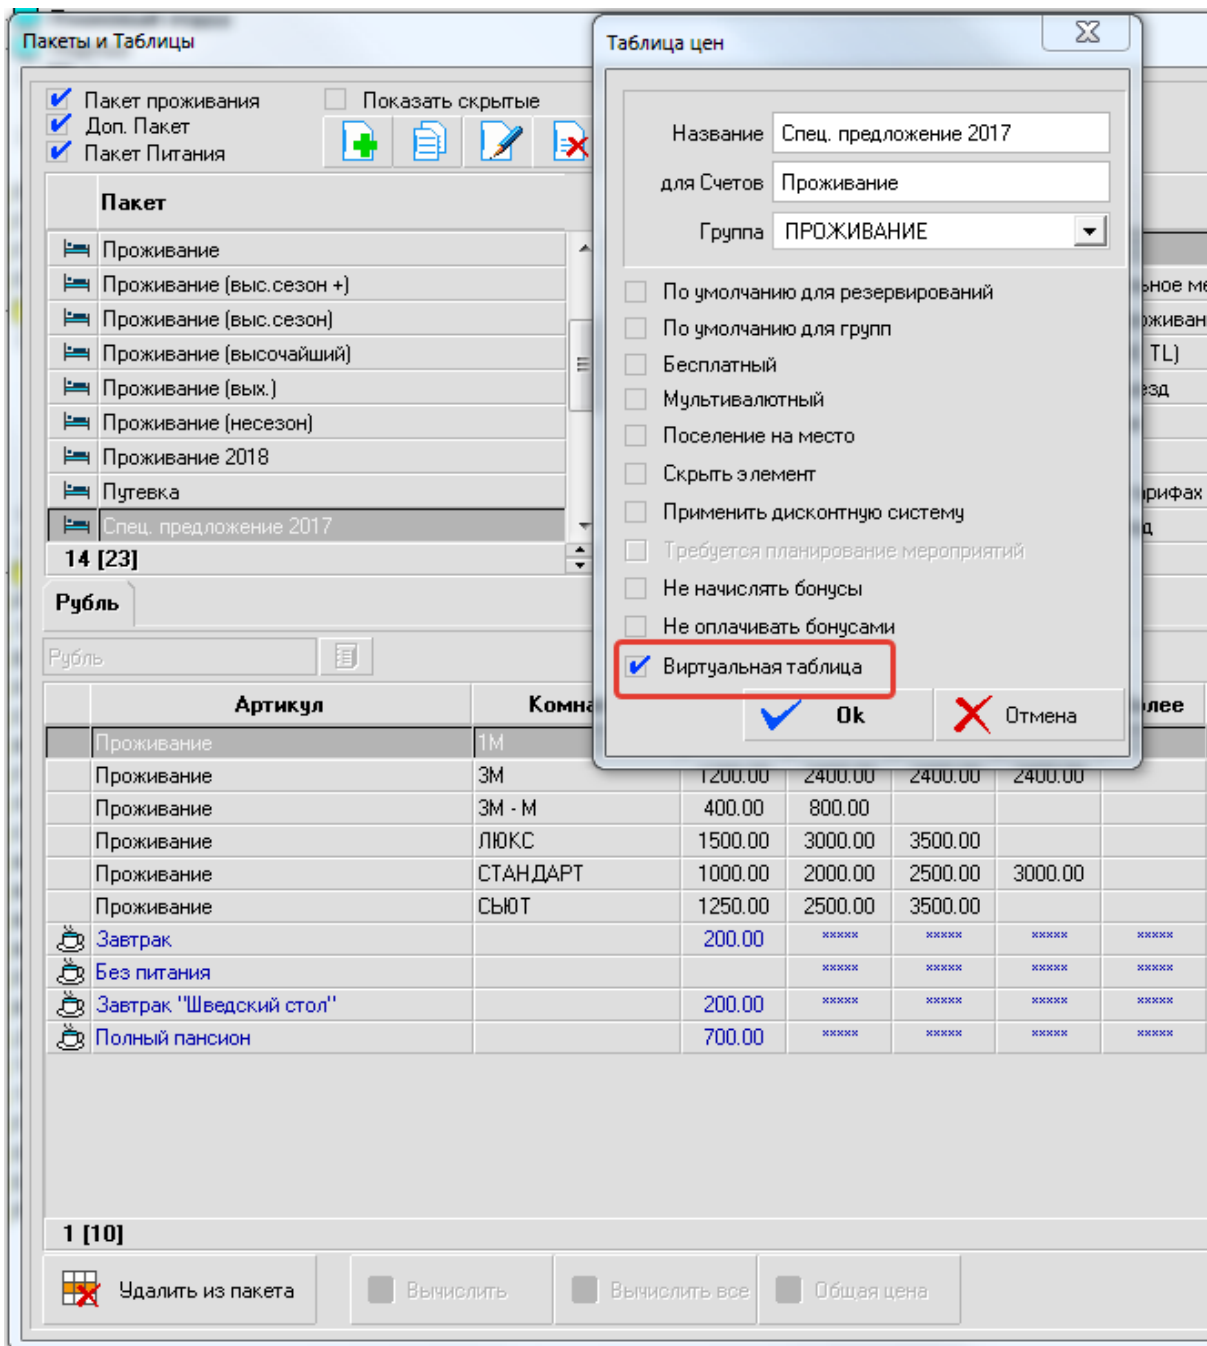 Пакеты и Таблицы
Таблица цен
Пакет проживания
Показать скрытые
Доп. Пакет
Пакет Питания
Название Спец. предложение 2017
для Счетов Проживание
Группа ПРОЖИВАНИЕ
Пакет
Проживание
Проживание (выс.сезон +)
Проживание (выс.сезон)
Проживание (высочайший)
TL)
Проживание (вых.)
Проживание (несезон)
Проживание 2018
Путевка
Спец. предложение 2017
14 [23]
По умолчанию для резервирований
По умолчанию для групп
Бесплатный
Мультивалютный
Поселение на место
Скрыть элемент
Применить дисконтную систему
Требуется планирование мероприятий
Не начислять бонусы
Не оплачивать бонусами
Виртуальная таблица
Ok
Отмена
Рубль
Рубль
Артикул Комна лее
Проживание 1М
Проживание 3М 1200.00 2400.00 2400.00 2400.00
Проживание 3М - М 400.00 800.00
Проживание ЛЮКС 1500.00 3000.00 3500.00
Проживание СТАНДАРТ 1000.00 2000.00 2500.00 3000.00
Проживание СЬЮТ 1250.00 2500.00 3500.00
Завтрак 200.00 ***** ***** ***** *****
Без питания ***** ***** ***** *****
Завтрак "Шведский стол" 200.00 ***** ***** ***** *****
Полный пансион 700.00 ***** ***** ***** *****
1 [10]
Удалить из пакета
Вычислить
Вычислить все
Общая цена